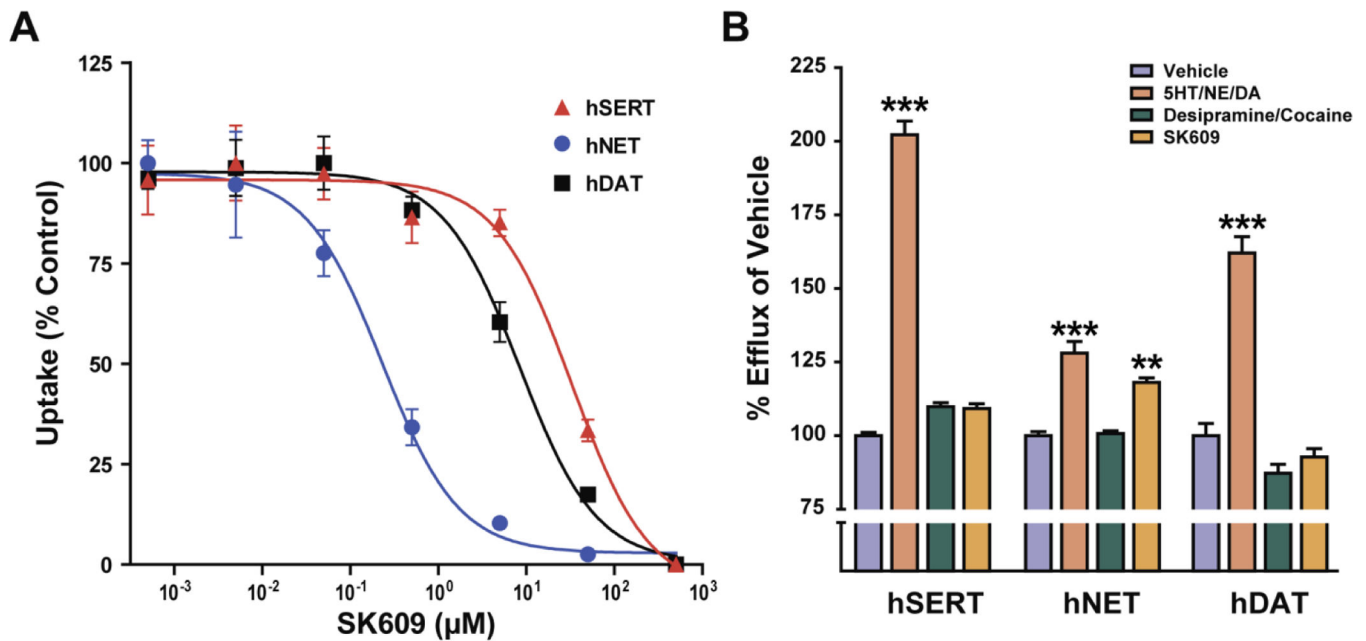 A
125
100
75
50
25
0
Uptake (% Control)
hSERT
hNET
hDAT
10-3
10-2
10-1
100
101
102
103
SK609 (μM)
B
225
200
175
150
125
100
75
% Efflux of Vehicle
Vehicle
5HT/NE/DA
Desipramine/Cocaine
SK609
***
***
**
***
hSERT
hNET
hDAT